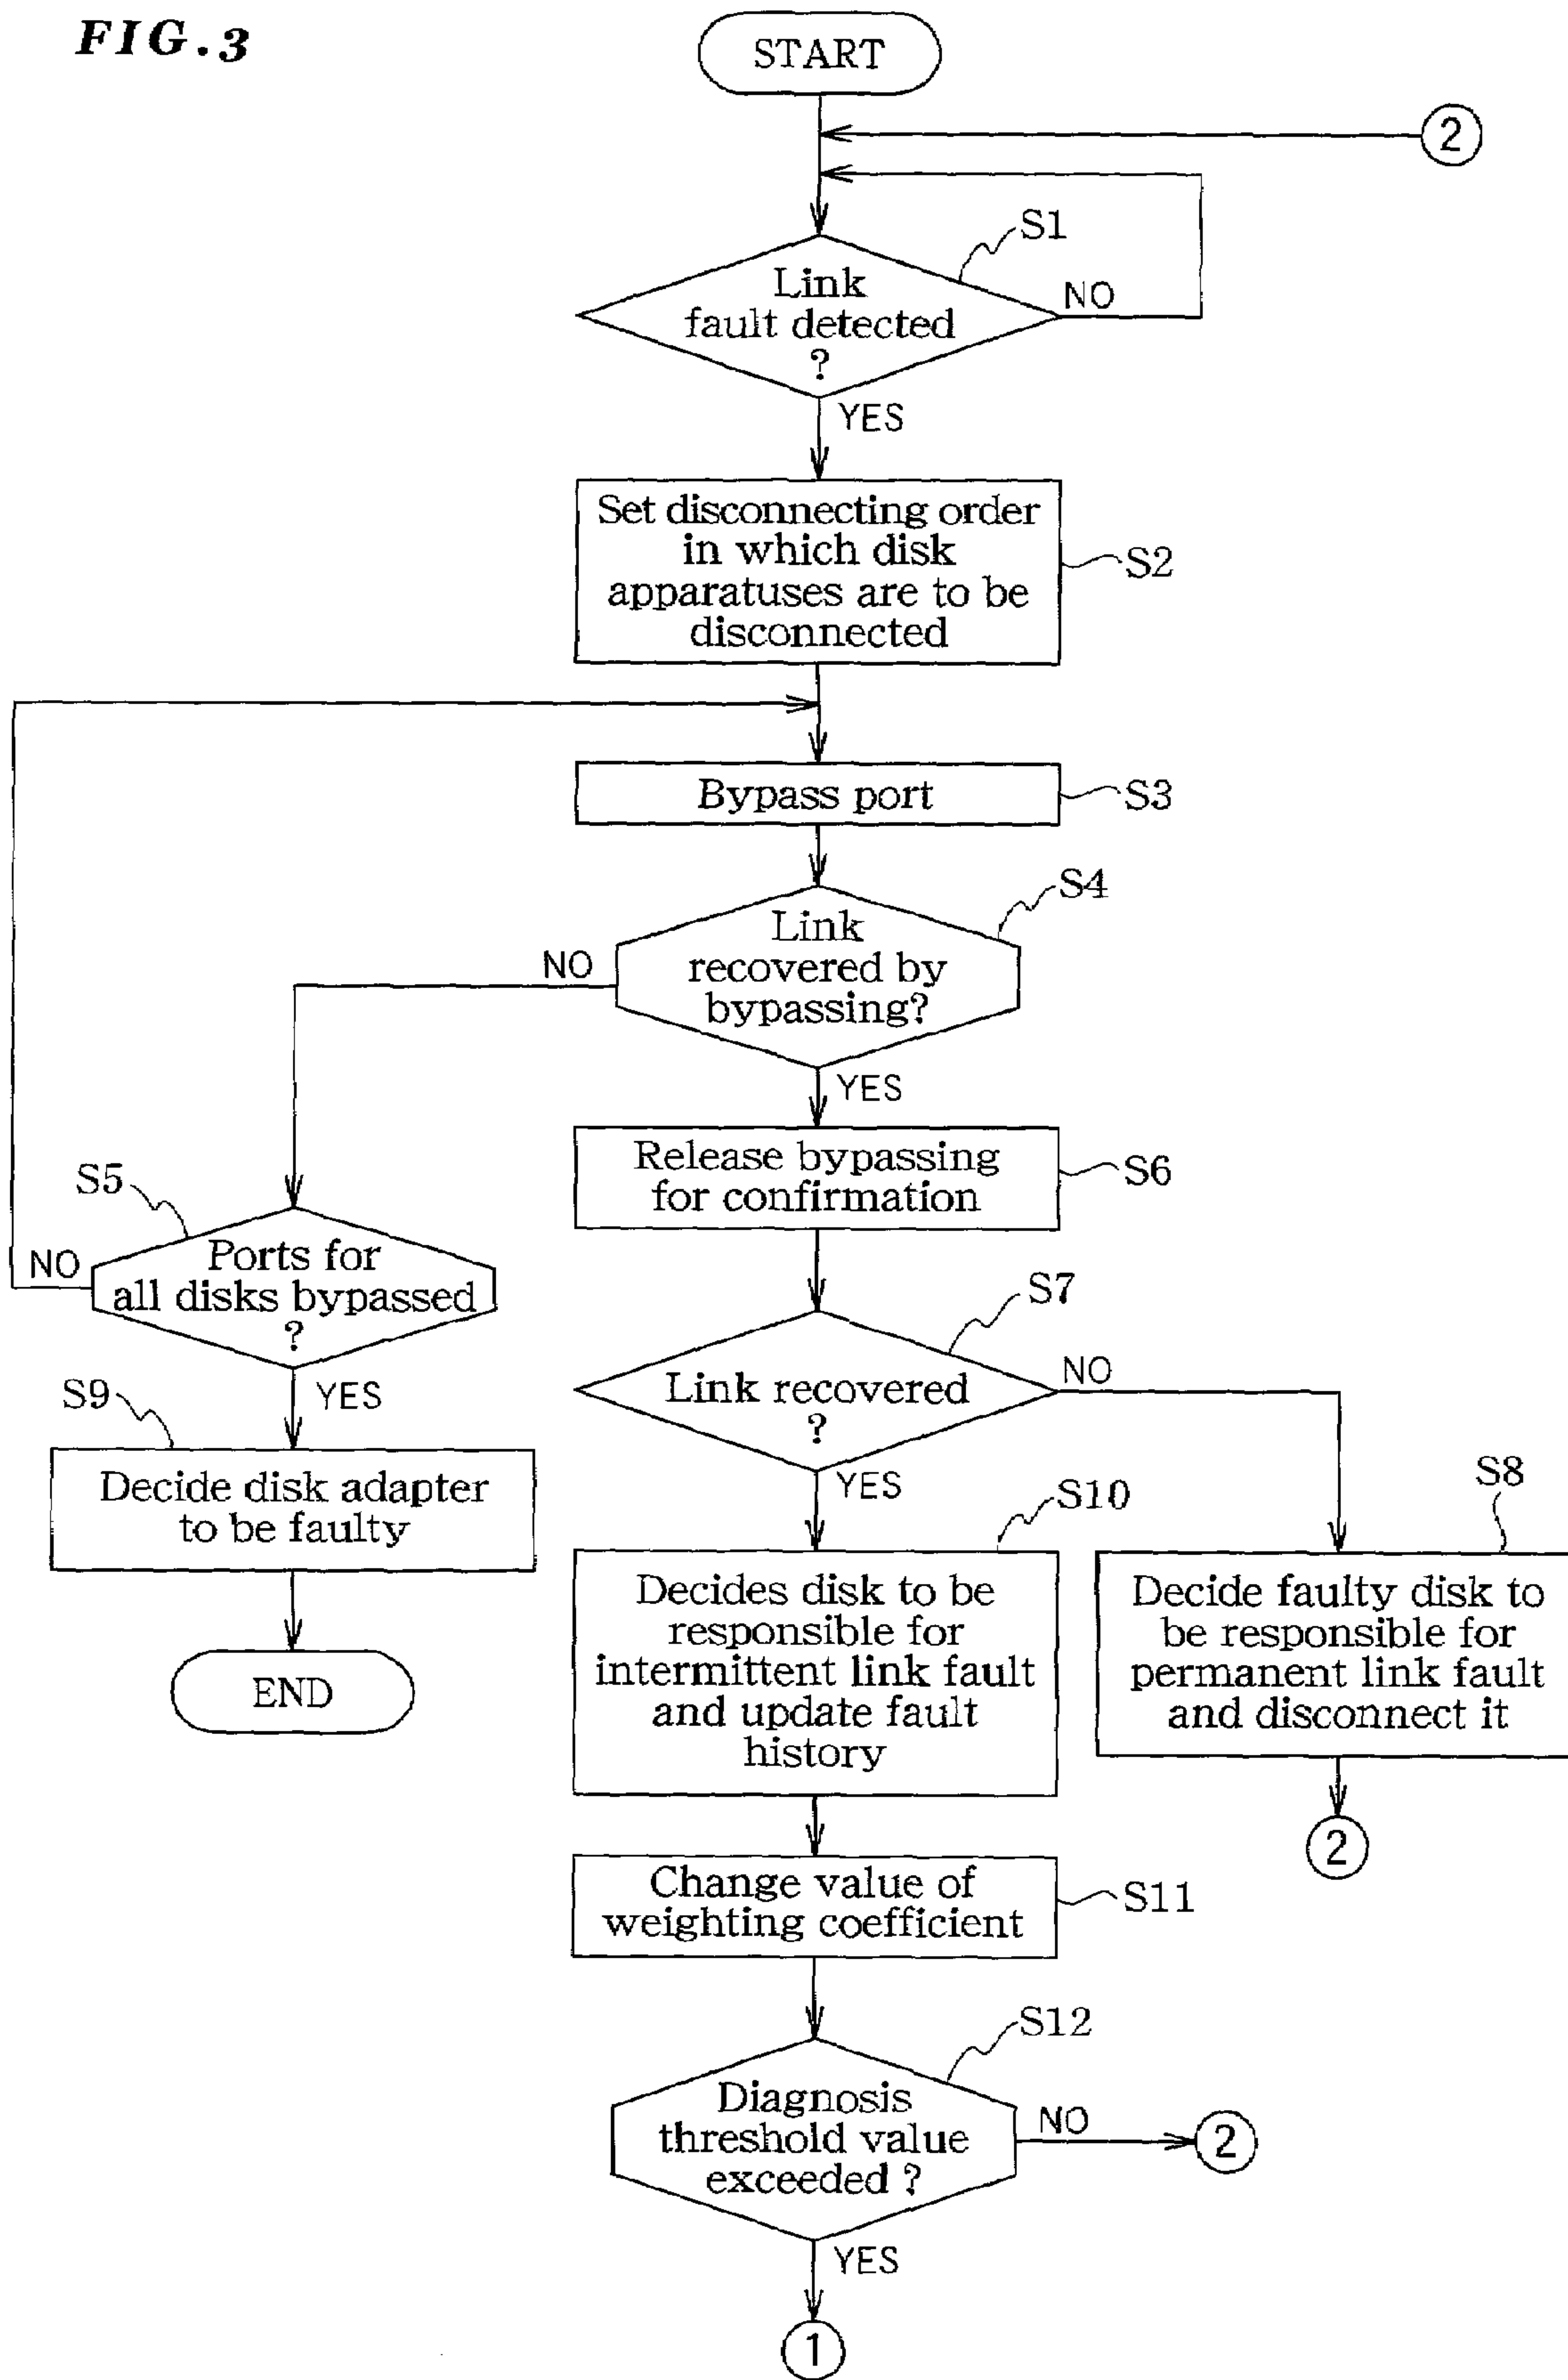 FIG.3
START
2
S1
Link
fault detected
?
NO
YES
Set disconnecting order
in which disk
apparatuses are to be
disconnected
S2
Bypass port
S3
S4
Link
recovered by
bypassing?
NO
YES
Release bypassing
for confirmation
S6
S5
Ports for
all disks bypassed
?
NO
YES
S7
Link recovered
?
NO
YES
S9
Decide disk adapter
to be faulty
END
S10
Decides disk to be
responsible for
intermittent link fault
and update fault
history
S8
Decide faulty disk to
be responsible for
permanent link fault
and disconnect it
2
Change value of
weighting coefficient
S11
S12
Diagnosis
threshold value
exceeded ?
NO
2
YES
1